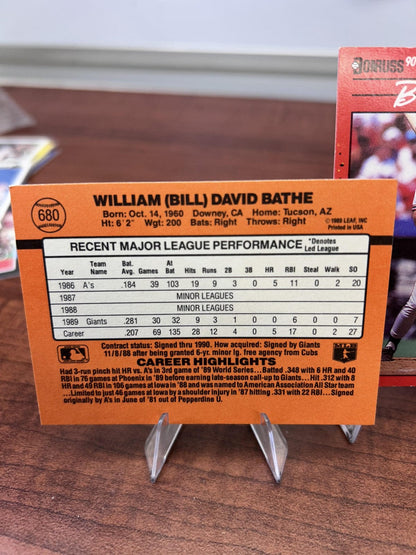 DONRUSS '90
B
680
WILLIAM (BILL) DAVID BATHE
Born: Oct. 14, 1960 Downey, CA Home: Tucson, AZ
Ht: 6' 2" Wgt: 200 Bats: Right Throws: Right
© 1989 LEAF, INC
Printed in USA
RECENT MAJOR LEAGUE PERFORMANCE *Denotes Led League
Year Team Name Bat. Avg. Games At Bat Hits Runs 2B 3B HR RBI Steal Walk SO
1986 A's .184 39 103 19 9 3 0 5 11 0 2 20
1987 MINOR LEAGUES
1988 MINOR LEAGUES
1989 Giants .281 30 32 9 3 1 0 0 6 0 0 7
Career .207 69 135 28 12 4 0 5 17 0 2 27
Contract status: Signed thru 1990. How acquired: Signed by Giants
11/8/88 after being granted 6-yr. minor lg. free agency from Cubs
CAREER HIGHLIGHTS
Had 3-run pinch hit HR vs. A's in 3rd game of '89 World Series...Batted .348 with 6 HR and 40
RBI in 76 games at Phoenix in '89 before earning late-season call-up to Giants...Hit .312 with 8
HR and 49 RBI in 106 games at Iowa in '88 and was named to American Association All Star team
...Limited to just 46 games at Iowa by a shoulder injury in '87 hitting .331 with 22 RBI...Signed
originally by A's in June of '81 out of Pepperdine U.